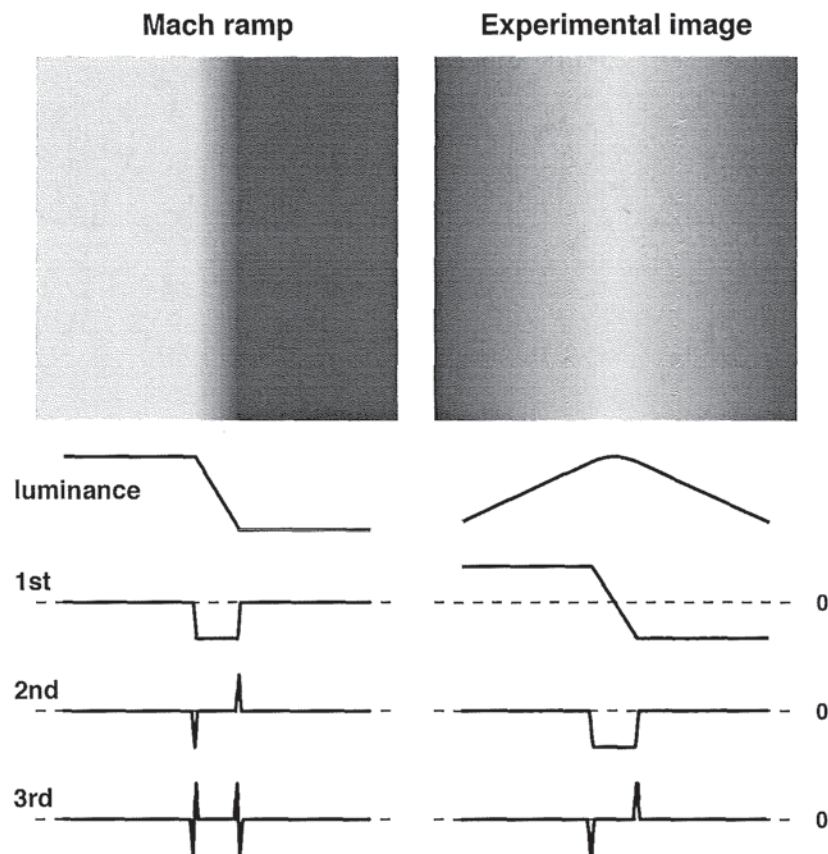 Mach ramp
Experimental image
luminance
1st
0
2nd
0
3rd
0